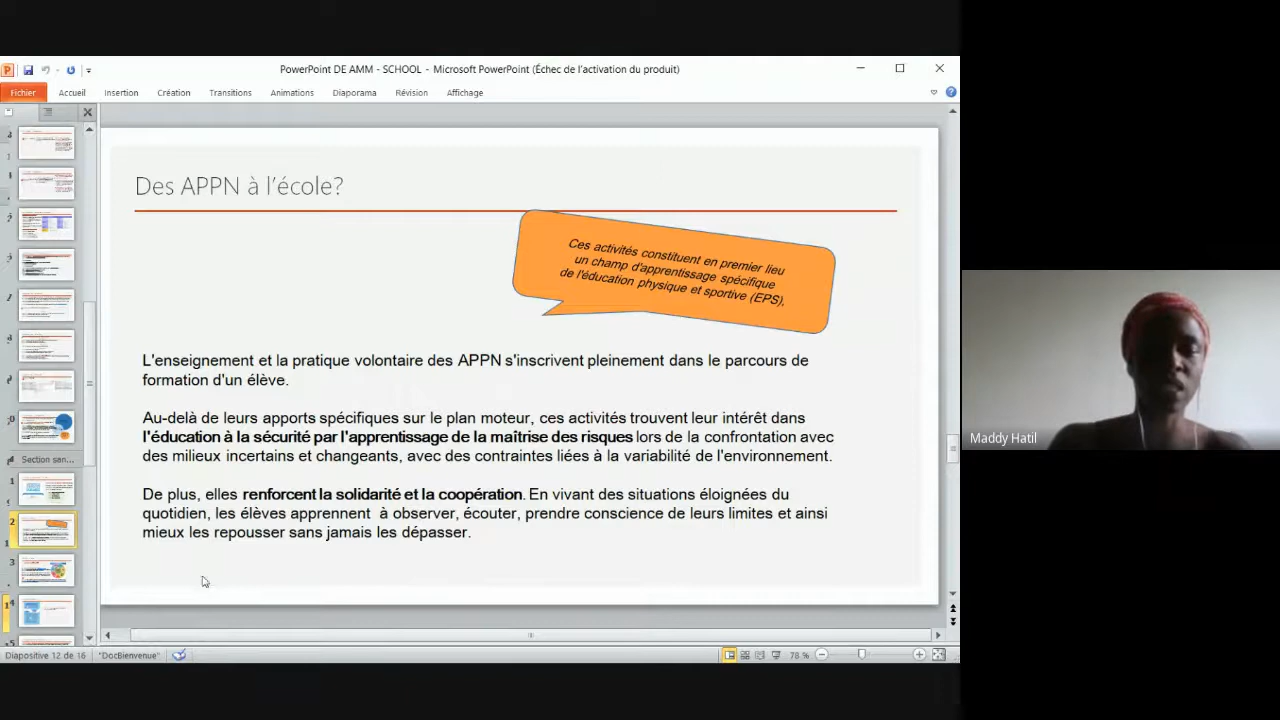 PowerPoint DE AMM - SCHOOL - Microsoft PowerPoint (Échec de l'activation du produit)
Fichier Accueil Insertion Création Transitions Animations Diaporama Révision Affichage
Des APPN à l'école?
Ces activités constituent en premier lieu
un champ d'apprentissage spécifique
de l'éducation physique et sportive (EPS),
L'enseignement et la pratique volontaire des APPN s'inscrivent pleinement dans le parcours de
formation d'un élève.
Au-delà de leurs apports spécifiques sur le plan moteur, ces activités trouvent leur intérêt dans
l'éducation à la sécurité par l'apprentissage de la maîtrise des risques lors de la confrontation avec
des milieux incertains et changeants, avec des contraintes liées à la variabilité de l'environnement.
De plus, elles renforcent la solidarité et la coopération. En vivant des situations éloignées du
quotidien, les élèves apprennent à observer, écouter, prendre conscience de leurs limites et ainsi
mieux les repousser sans jamais les dépasser.
Section san...
Diapositive 12 de 16 "DocBienvenue" 78 %
Maddy Hatil